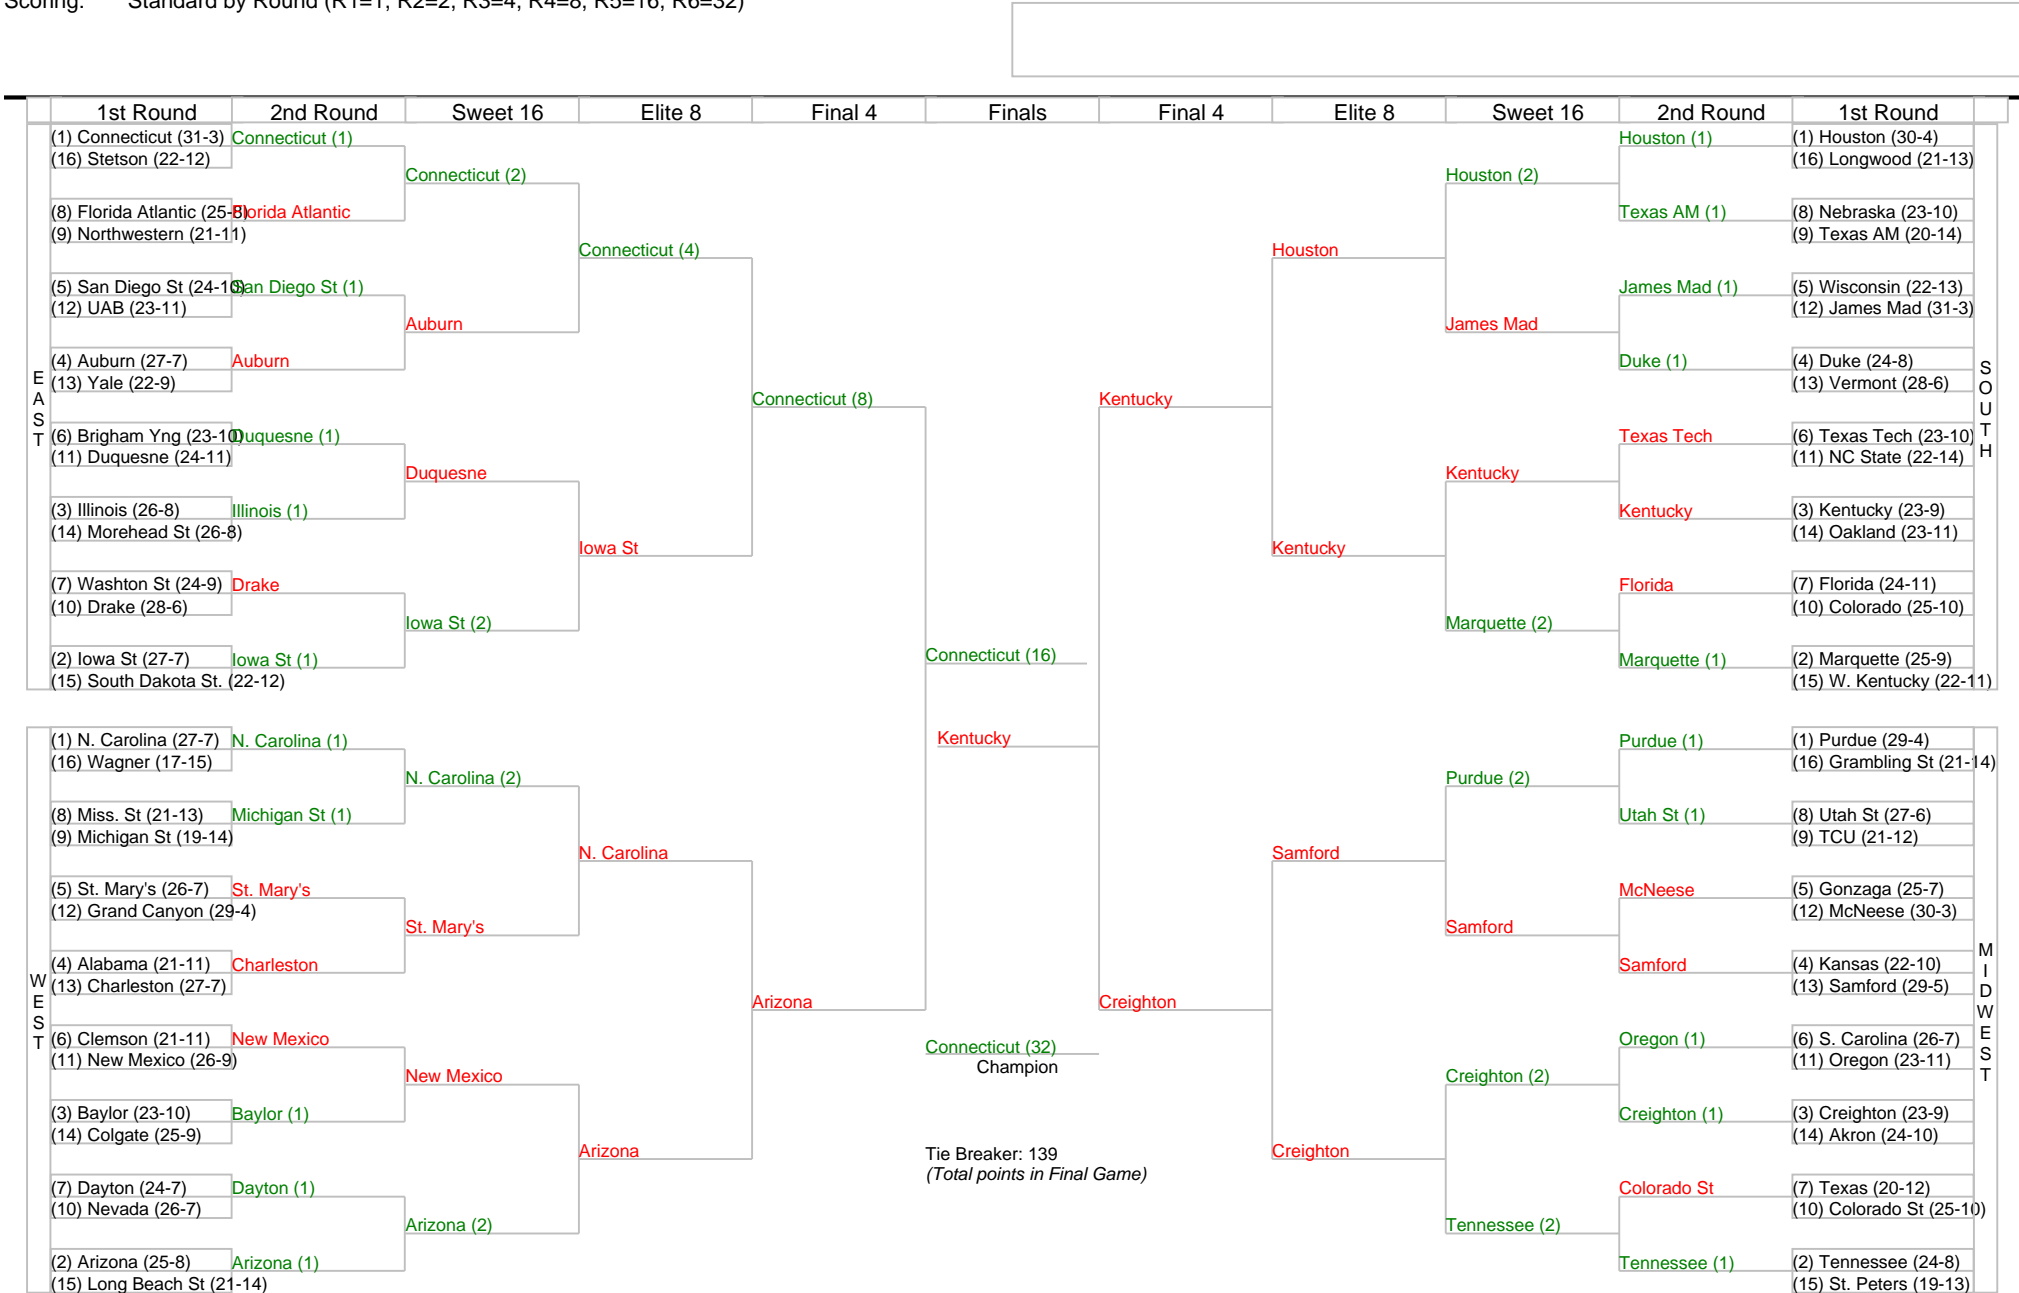 Scoring: Standard by Round (R1=1, R2=2, R3=4, R4=8, R5=16, R6=32)
1st Round 2nd Round Sweet 16 Elite 8 Final 4 Finals Final 4 Elite 8 Sweet 16 2nd Round 1st Round
EAST
(1) Connecticut (31-3)
(16) Stetson (22-12)
(8) Florida Atlantic (25-8)
(9) Northwestern (21-11)
(5) San Diego St (24-10)
(12) UAB (23-11)
(4) Auburn (27-7)
(13) Yale (22-9)
(6) Brigham Yng (23-10)
(11) Duquesne (24-11)
(3) Illinois (26-8)
(14) Morehead St (26-8)
(7) Washton St (24-9)
(10) Drake (28-6)
(2) Iowa St (27-7)
(15) South Dakota St. (22-12)
Connecticut (1)
Florida Atlantic
San Diego St (1)
Auburn
Duquesne (1)
Illinois (1)
Drake
Iowa St (1)
Connecticut (2)
Auburn
Duquesne
Iowa St (2)
Connecticut (4)
Iowa St
Connecticut (8)
WEST
(1) N. Carolina (27-7)
(16) Wagner (17-15)
(8) Miss. St (21-13)
(9) Michigan St (19-14)
(5) St. Mary's (26-7)
(12) Grand Canyon (29-4)
(4) Alabama (21-11)
(13) Charleston (27-7)
(6) Clemson (21-11)
(11) New Mexico (26-9)
(3) Baylor (23-10)
(14) Colgate (25-9)
(7) Dayton (24-7)
(10) Nevada (26-7)
(2) Arizona (25-8)
(15) Long Beach St (21-14)
N. Carolina (1)
Michigan St (1)
St. Mary's
Charleston
New Mexico
Baylor (1)
Dayton (1)
Arizona (1)
N. Carolina (2)
St. Mary's
New Mexico
Arizona (2)
N. Carolina
Arizona
Arizona
Connecticut (16)
Kentucky
Connecticut (32)
Champion
Tie Breaker: 139
(Total points in Final Game)
Kentucky
Houston
Kentucky
Houston (2)
James Mad
Kentucky
Marquette (2)
Houston (1)
Texas AM (1)
James Mad (1)
Duke (1)
Texas Tech
Kentucky
Florida
Marquette (1)
(1) Houston (30-4)
(16) Longwood (21-13)
(8) Nebraska (23-10)
(9) Texas AM (20-14)
(5) Wisconsin (22-13)
(12) James Mad (31-3)
(4) Duke (24-8)
(13) Vermont (28-6)
(6) Texas Tech (23-10)
(11) NC State (22-14)
(3) Kentucky (23-9)
(14) Oakland (23-11)
(7) Florida (24-11)
(10) Colorado (25-10)
(2) Marquette (25-9)
(15) W. Kentucky (22-11)
SOUTH
Creighton
Samford
Creighton
Purdue (2)
Samford
Creighton (2)
Tennessee (2)
Purdue (1)
Utah St (1)
McNeese
Samford
Oregon (1)
Creighton (1)
Colorado St
Tennessee (1)
(1) Purdue (29-4)
(16) Grambling St (21-14)
(8) Utah St (27-6)
(9) TCU (21-12)
(5) Gonzaga (25-7)
(12) McNeese (30-3)
(4) Kansas (22-10)
(13) Samford (29-5)
(6) S. Carolina (26-7)
(11) Oregon (23-11)
(3) Creighton (23-9)
(14) Akron (24-10)
(7) Texas (20-12)
(10) Colorado St (25-10)
(2) Tennessee (24-8)
(15) St. Peters (19-13)
MIDWEST